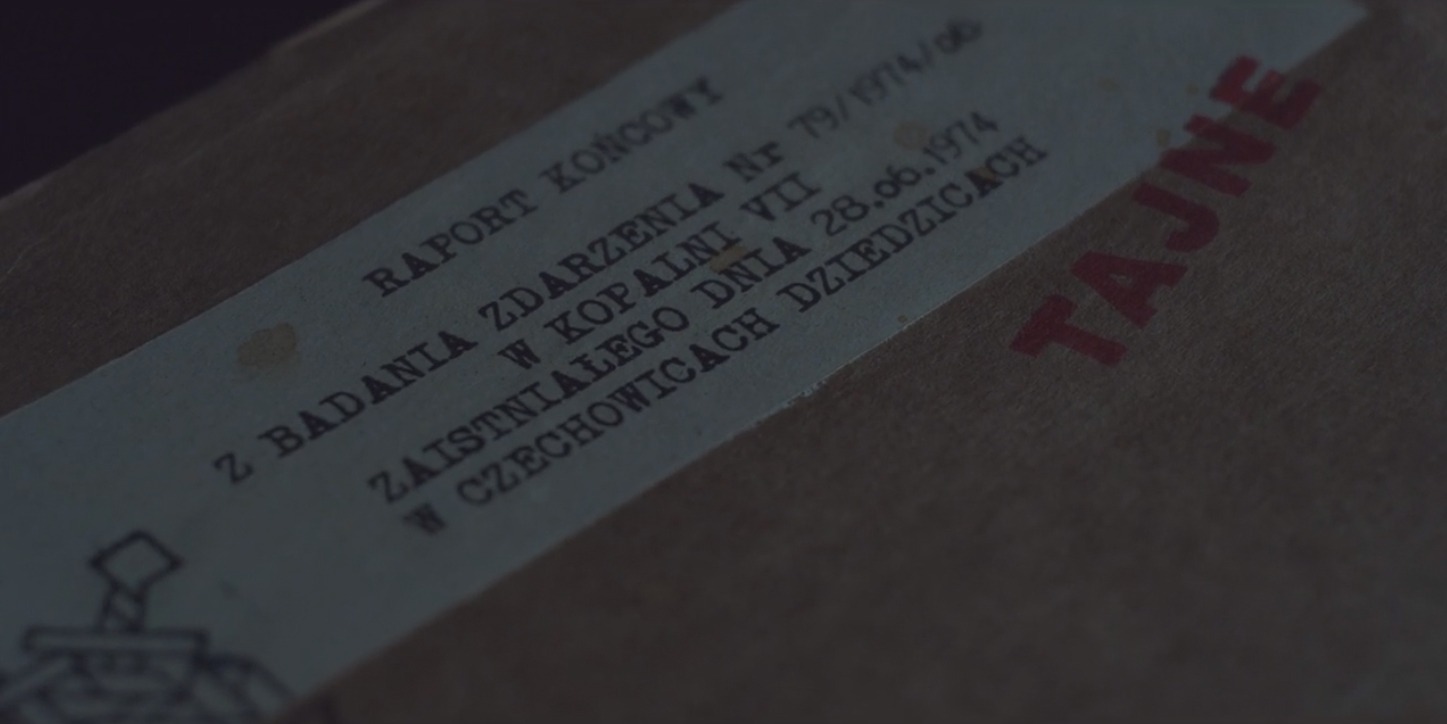 RAPORT KOŃCOWY
Z BADANIA ZDARZENIA Nr 79/1974/06
W KOPALNI VII
ZAISTNIAŁEGO DNIA 28.06.1974
W CZECHOWICACH DZIEDZICACH
TAJNE